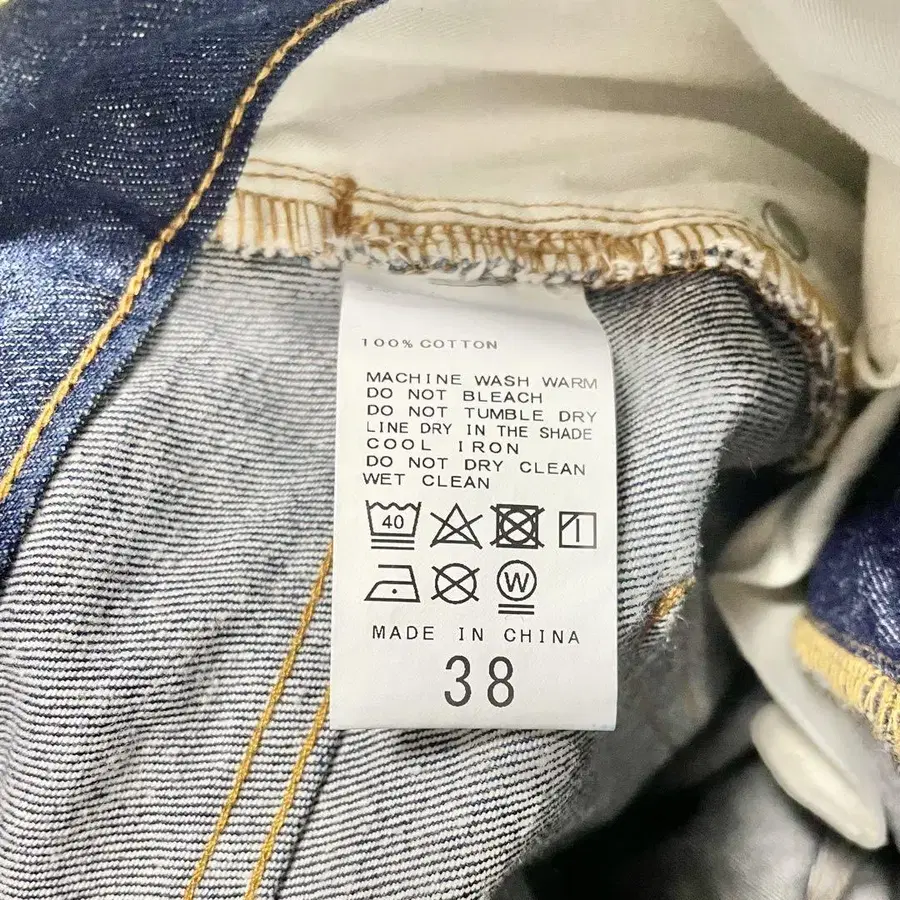 100% COTTON
MACHINE WASH WARM
DO NOT BLEACH
DO NOT TUMBLE DRY
LINE DRY IN THE SHADE
COOL IRON
DO NOT DRY CLEAN
WET CLEAN
40
W
MADE IN CHINA
38